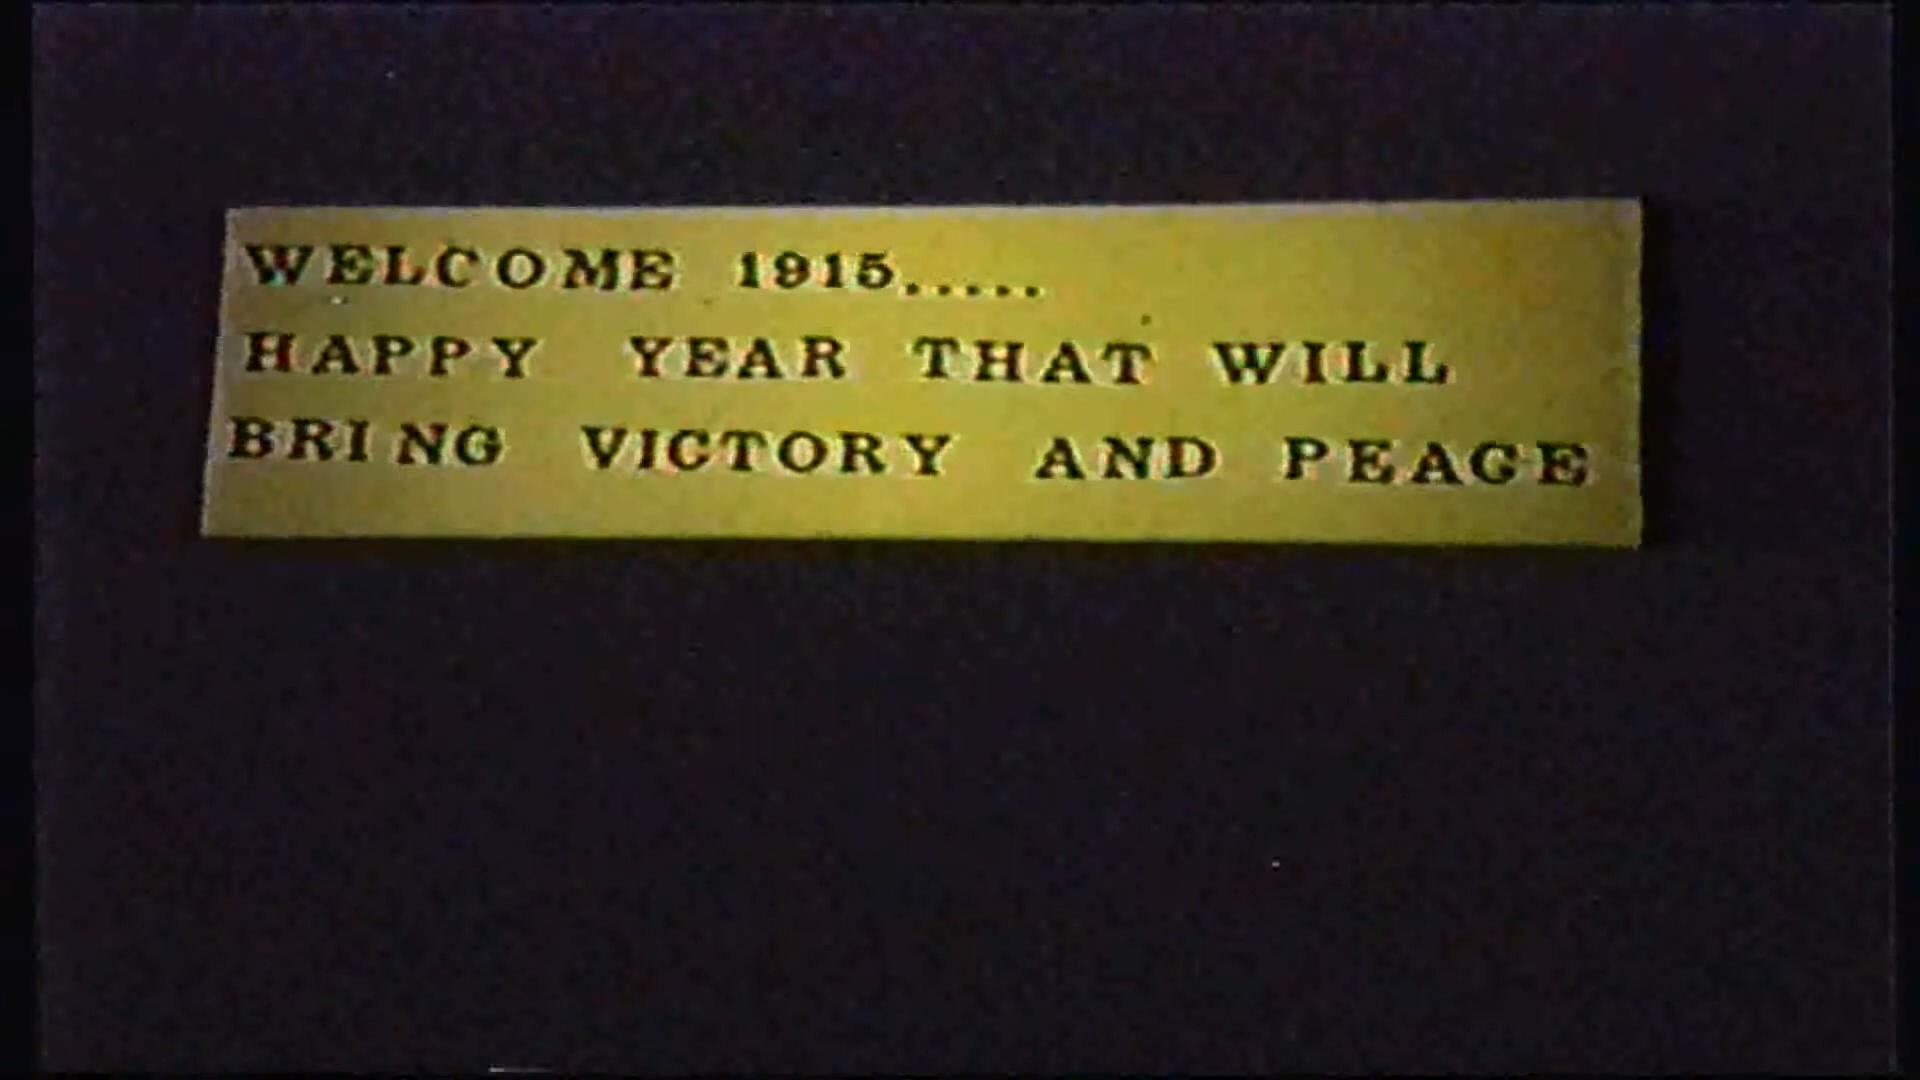 WELCOME 1915.....
HAPPY YEAR THAT WILL
BRING VICTORY AND PEACE